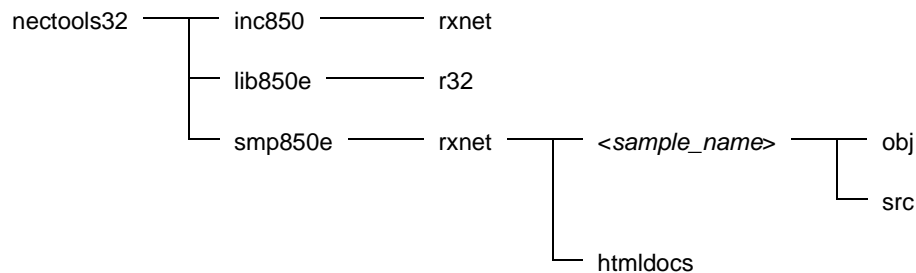 nectools32 inc850 rxnet
lib850e r32
smp850e rxnet <sample_name> obj
src
htmldocs